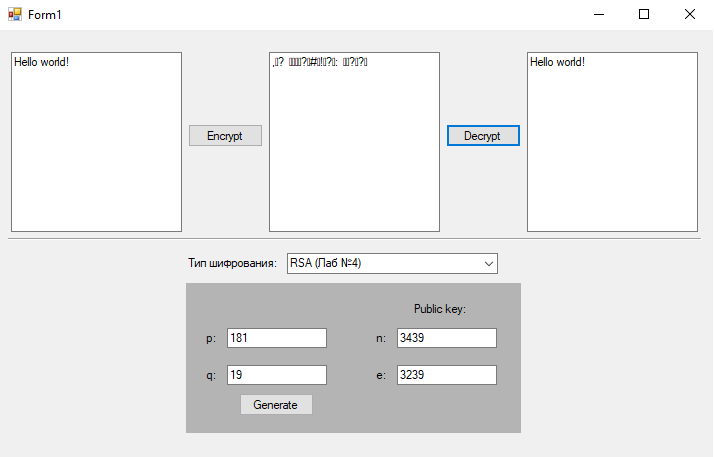 Form1
Hello world!
Encrypt
Decrypt
Hello world!
Тип шифрования:
RSA (Лаб №4)
Public key:
p:
181
n:
3439
q:
19
e:
3239
Generate